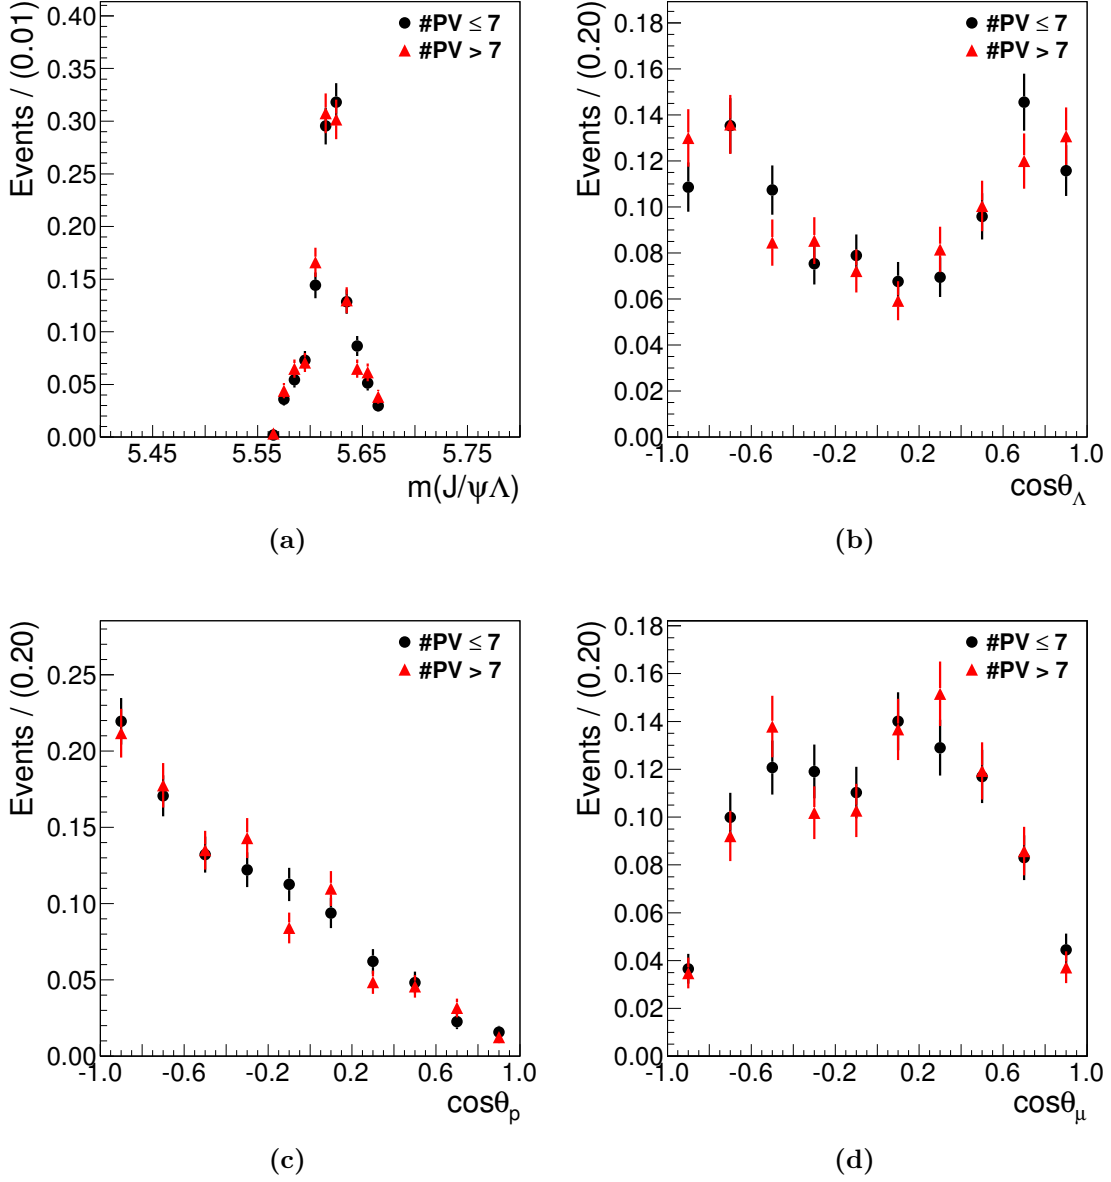 Events / (0.01)
0.40
0.35
0.30
0.25
0.20
0.15
0.10
0.05
0.00
#PV ≤ 7
#PV > 7
5.45 5.55 5.65 5.75
m(J/ψΛ)
(a)
Events / (0.20)
0.18
0.16
0.14
0.12
0.10
0.08
0.06
0.04
0.02
0.00
#PV ≤ 7
#PV > 7
-1.0 -0.6 -0.2 0.2 0.6 1.0
cosθ_Λ
(b)
Events / (0.20)
0.25
0.20
0.15
0.10
0.05
0.00
#PV ≤ 7
#PV > 7
-1.0 -0.6 -0.2 0.2 0.6 1.0
cosθ_p
(c)
Events / (0.20)
0.18
0.16
0.14
0.12
0.10
0.08
0.06
0.04
0.02
0.00
#PV ≤ 7
#PV > 7
-1.0 -0.6 -0.2 0.2 0.6 1.0
cosθ_μ
(d)